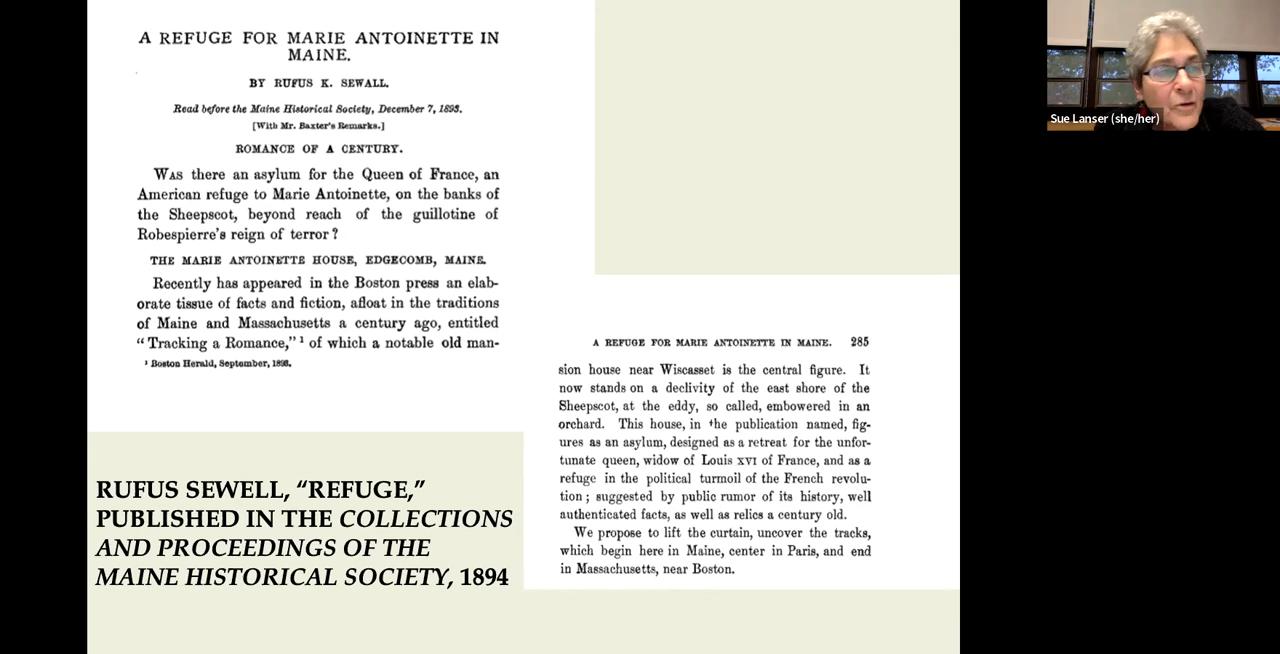 A REFUGE FOR MARIE ANTOINETTE IN
MAINE.
BY RUFUS K. SEWALL.
Read before the Maine Historical Society, December 7, 1893.
[With Mr. Baxter's Remarks.]
ROMANCE OF A CENTURY.
WAS there an asylum for the Queen of France, an
American refuge to Marie Antoinette, on the banks of
the Sheepscot, beyond reach of the guillotine of
Robespierre's reign of terror?
THE MARIE ANTOINETTE HOUSE, EDGECOMB, MAINE.
Recently has appeared in the Boston press an elab-
orate tissue of facts and fiction, afloat in the traditions
of Maine and Massachusetts a century ago, entitled
"Tracking a Romance," ¹ of which a notable old man-
¹ Boston Herald, September, 1893.
A REFUGE FOR MARIE ANTOINETTE IN MAINE. 285
sion house near Wiscasset is the central figure. It
now stands on a declivity of the east shore of the
Sheepscot, at the eddy, so called, embowered in an
orchard. This house, in the publication named, fig-
ures as an asylum, designed as a retreat for the unfor-
tunate queen, widow of Louis XVI of France, and as a
refuge in the political turmoil of the French revolu-
tion; suggested by public rumor of its history, well
authenticated facts, as well as relics a century old.
We propose to lift the curtain, uncover the tracks,
which begin here in Maine, center in Paris, and end
in Massachusetts, near Boston.
RUFUS SEWELL, “REFUGE,”
PUBLISHED IN THE COLLECTIONS
AND PROCEEDINGS OF THE
MAINE HISTORICAL SOCIETY, 1894
Sue Lanser (she/her)